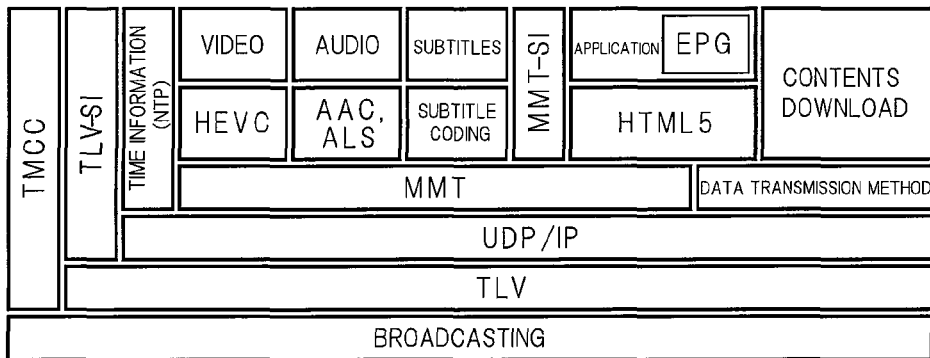 TMCC
TLV-SI
TIME INFORMATION
(NTP)
VIDEO
AUDIO
SUBTITLES
MMT-SI
APPLICATION
EPG
CONTENTS
DOWNLOAD
HEVC
AAC,
ALS
SUBTITLE
CODING
HTML5
MMT
DATA TRANSMISSION METHOD
UDP/IP
TLV
BROADCASTING